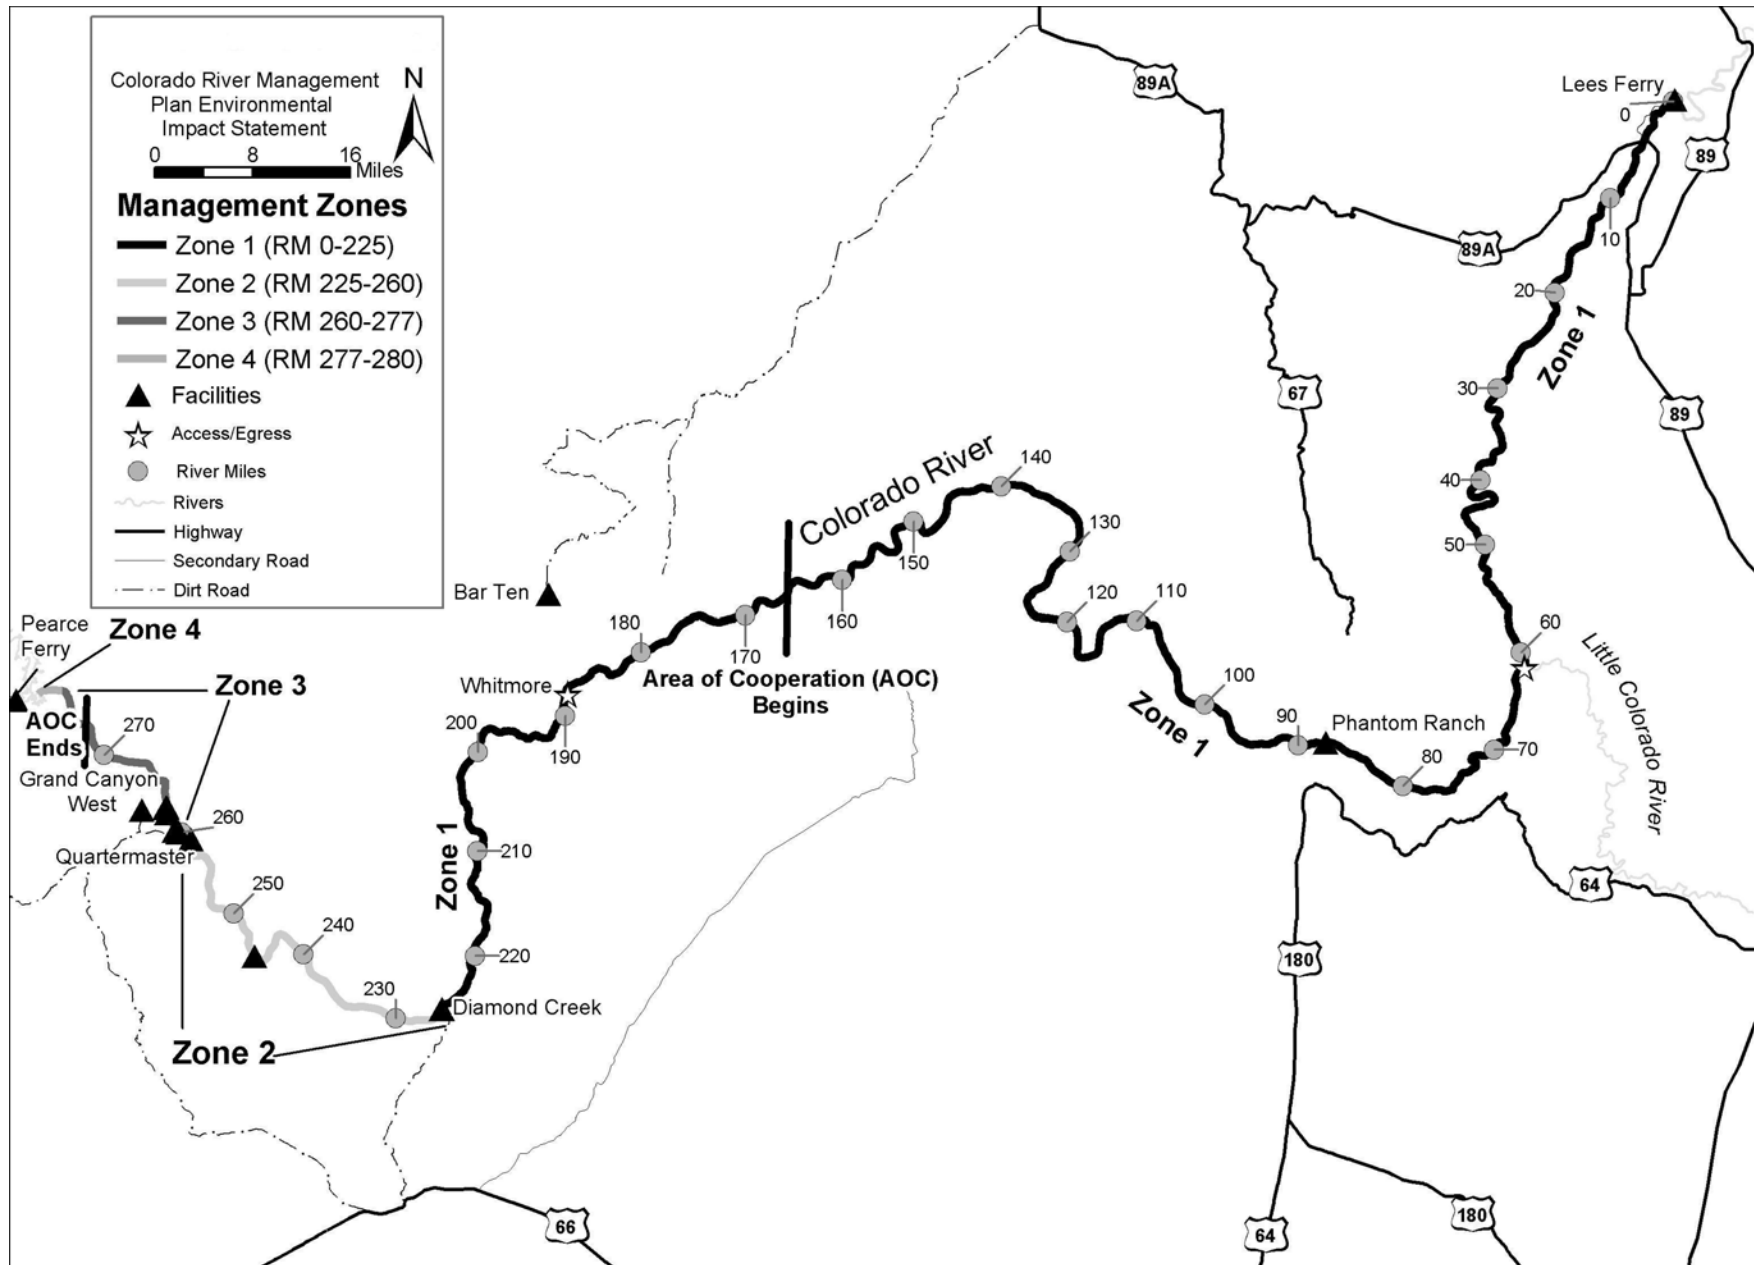 Colorado River Management
Plan Environmental
Impact Statement
N
0 8 16
Miles
Management Zones
Zone 1 (RM 0-225)
Zone 2 (RM 225-260)
Zone 3 (RM 260-277)
Zone 4 (RM 277-280)
Facilities
Access/Egress
River Miles
Rivers
Highway
Secondary Road
Dirt Road
89A
Lees Ferry
0
89
10
89A
20
Zone 1
30
67
89
40
Colorado River
140
130
150
50
Bar Ten
160
120
110
60
Little Colorado River
180
170
Pearce
Ferry
Zone 4
Zone 3
Whitmore
Area of Cooperation (AOC)
Begins
100
Zone 1
90
Phantom Ranch
70
80
AOC
Ends
270
200
190
Grand Canyon
West
260
Quartermaster
Zone 1
210
250
240
220
64
180
230
Diamond Creek
Zone 2
66
64
180